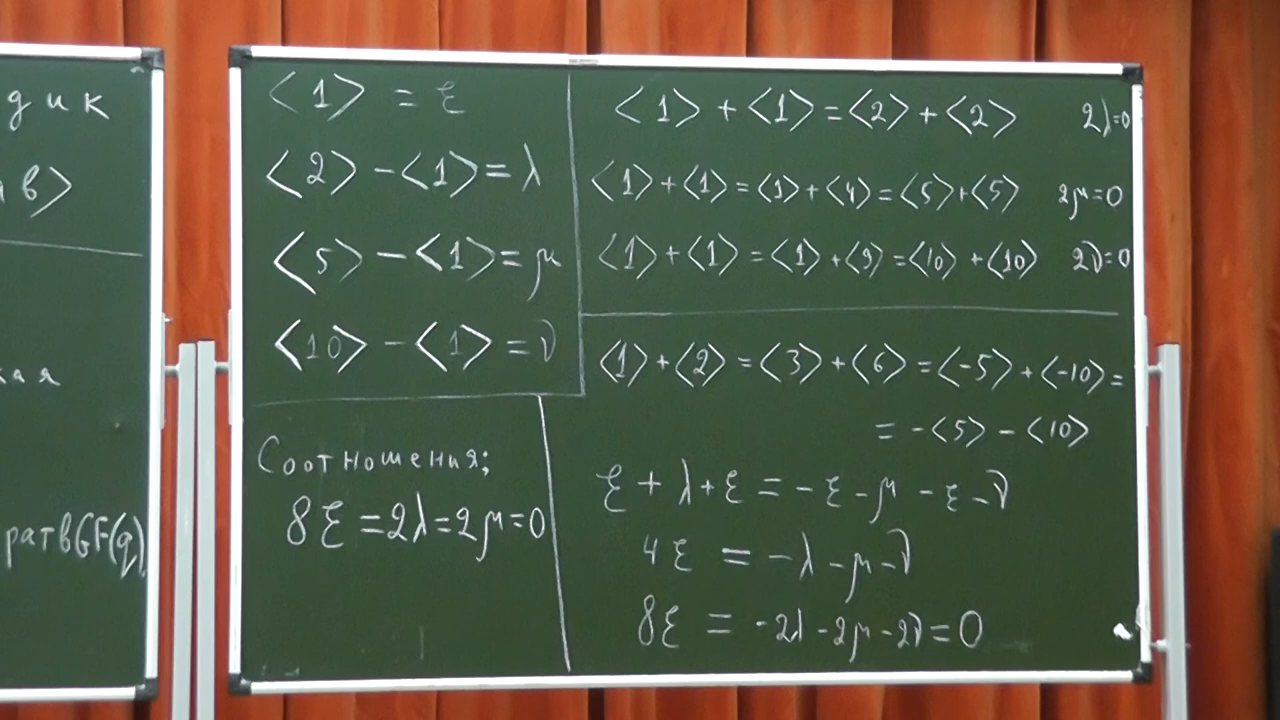 дик
в>
кая
рат в GF(q)
<1> = ε
<2> - <1> = λ
<5> - <1> = μ
<10> - <1> = ν
Соотношения:
8ε = 2λ = 2μ = 0
<1> + <1> = <2> + <2> 2λ=0
<1> + <1> = <1> + <4> = <5> + <5> 2μ=0
<1> + <1> = <1> + <9> = <10> + <10> 2ν=0
<1> + <2> = <3> + <6> = <-5> + <-10> =
= - <5> - <10>
ε + λ + ε = - ε - μ - ε - ν
4ε = - λ - μ - ν
8ε = - 2λ - 2μ - 2ν = 0